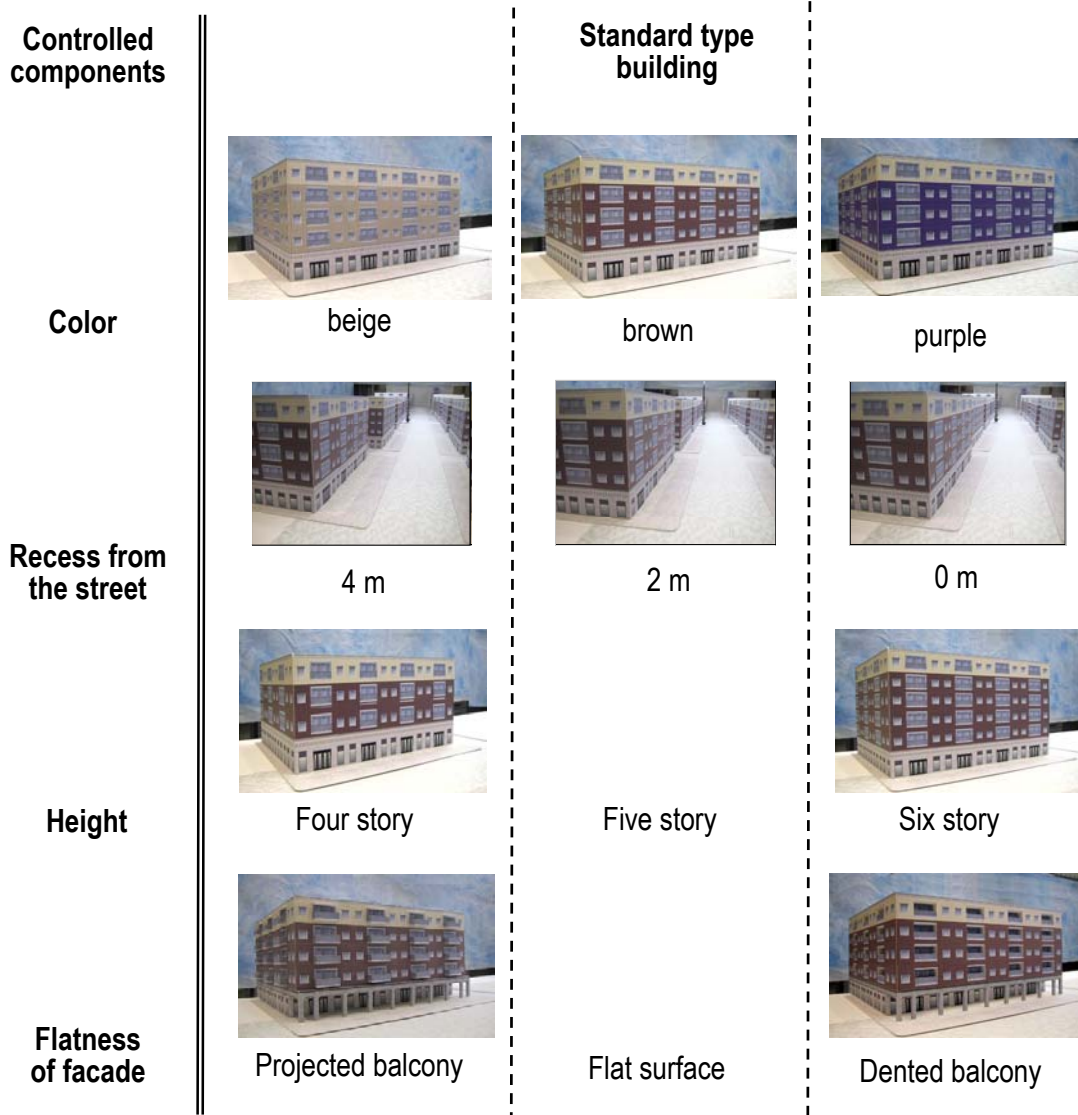 Controlled
components
Standard type
building
Color
beige
brown
purple
Recess from
the street
4 m
2 m
0 m
Height
Four story
Five story
Six story
Flatness
of facade
Projected balcony
Flat surface
Dented balcony